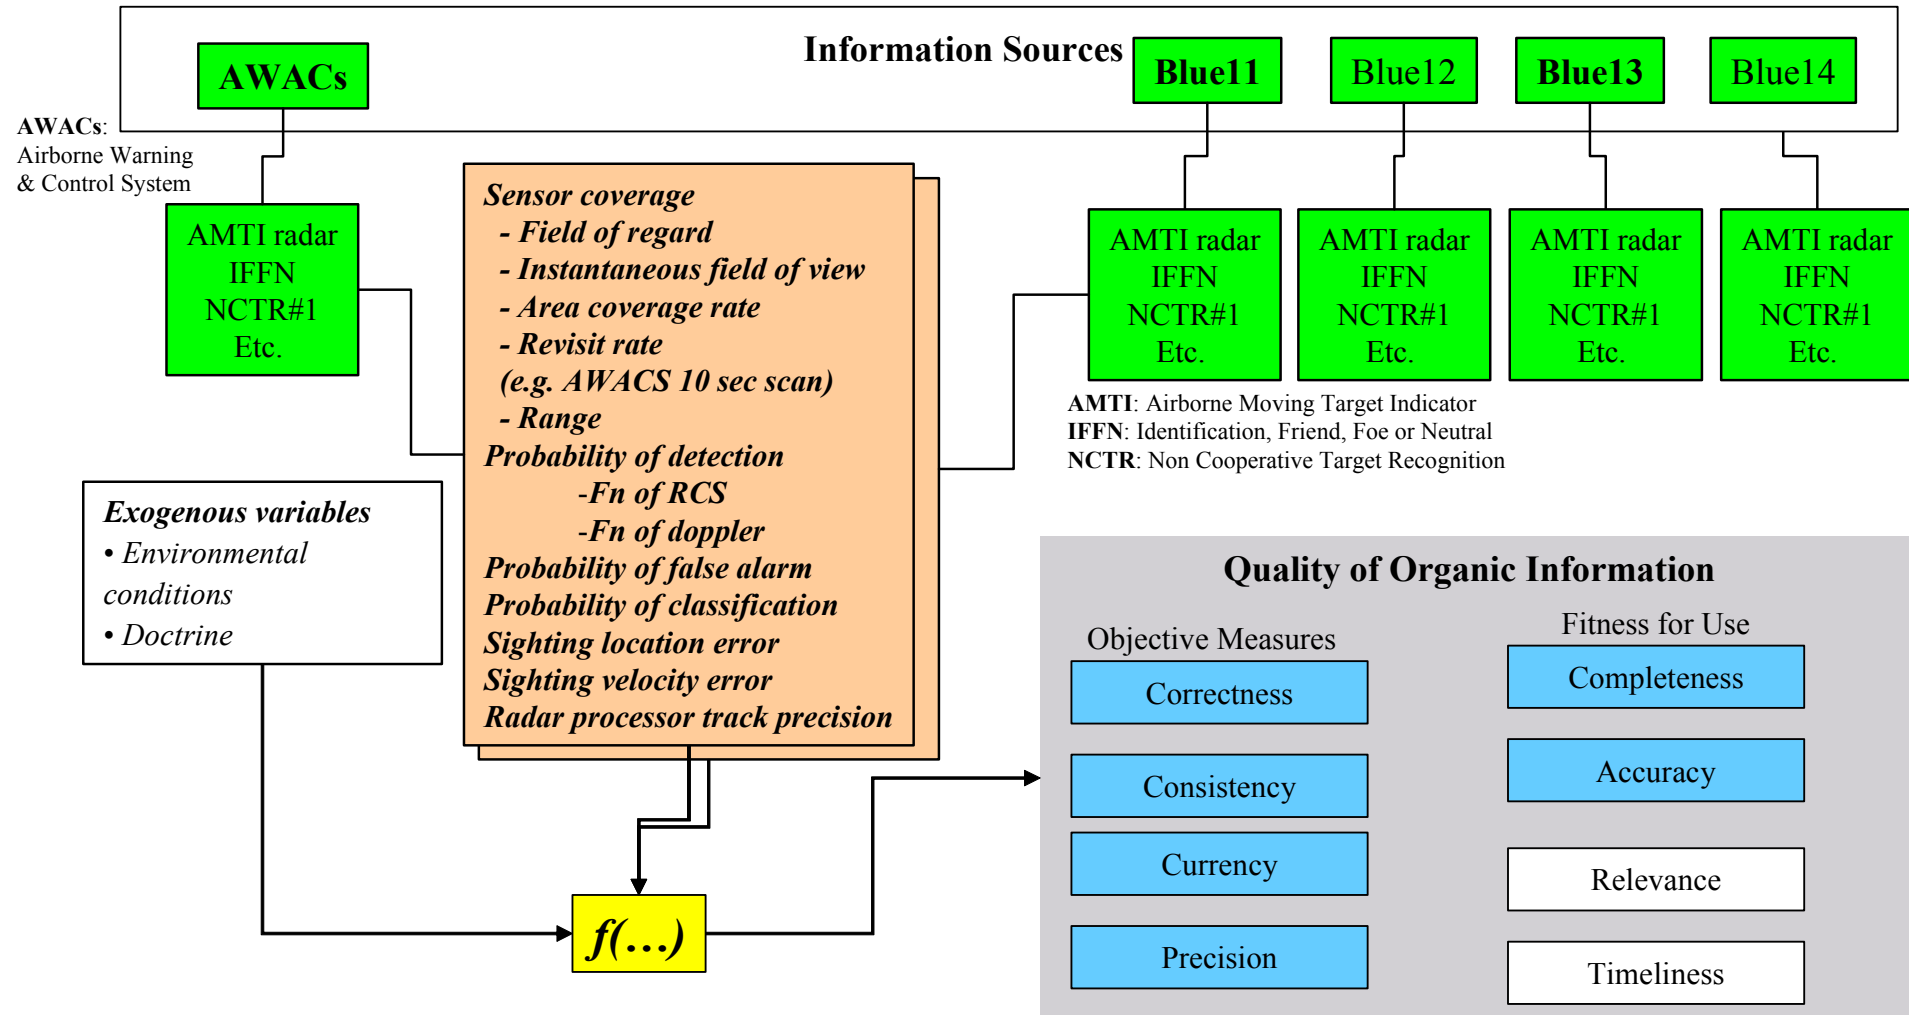 Information Sources
AWACs
Blue11
Blue12
Blue13
Blue14
AWACs:
Airborne Warning
& Control System
AMTI radar
IFFN
NCTR#1
Etc.
Sensor coverage
- Field of regard
- Instantaneous field of view
- Area coverage rate
- Revisit rate
(e.g. AWACS 10 sec scan)
- Range
Probability of detection
-Fn of RCS
-Fn of doppler
Probability of false alarm
Probability of classification
Sighting location error
Sighting velocity error
Radar processor track precision
AMTI radar
IFFN
NCTR#1
Etc.
AMTI radar
IFFN
NCTR#1
Etc.
AMTI radar
IFFN
NCTR#1
Etc.
AMTI radar
IFFN
NCTR#1
Etc.
AMTI: Airborne Moving Target Indicator
IFFN: Identification, Friend, Foe or Neutral
NCTR: Non Cooperative Target Recognition
Exogenous variables
• Environmental
conditions
• Doctrine
f(…)
Quality of Organic Information
Objective Measures
Correctness
Consistency
Currency
Precision
Fitness for Use
Completeness
Accuracy
Relevance
Timeliness